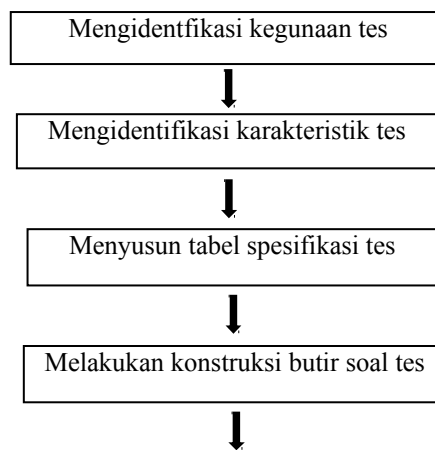 Mengidentfikasi kegunaan tes
Mengidentifikasi karakteristik tes
Menyusun tabel spesifikasi tes
Melakukan konstruksi butir soal tes